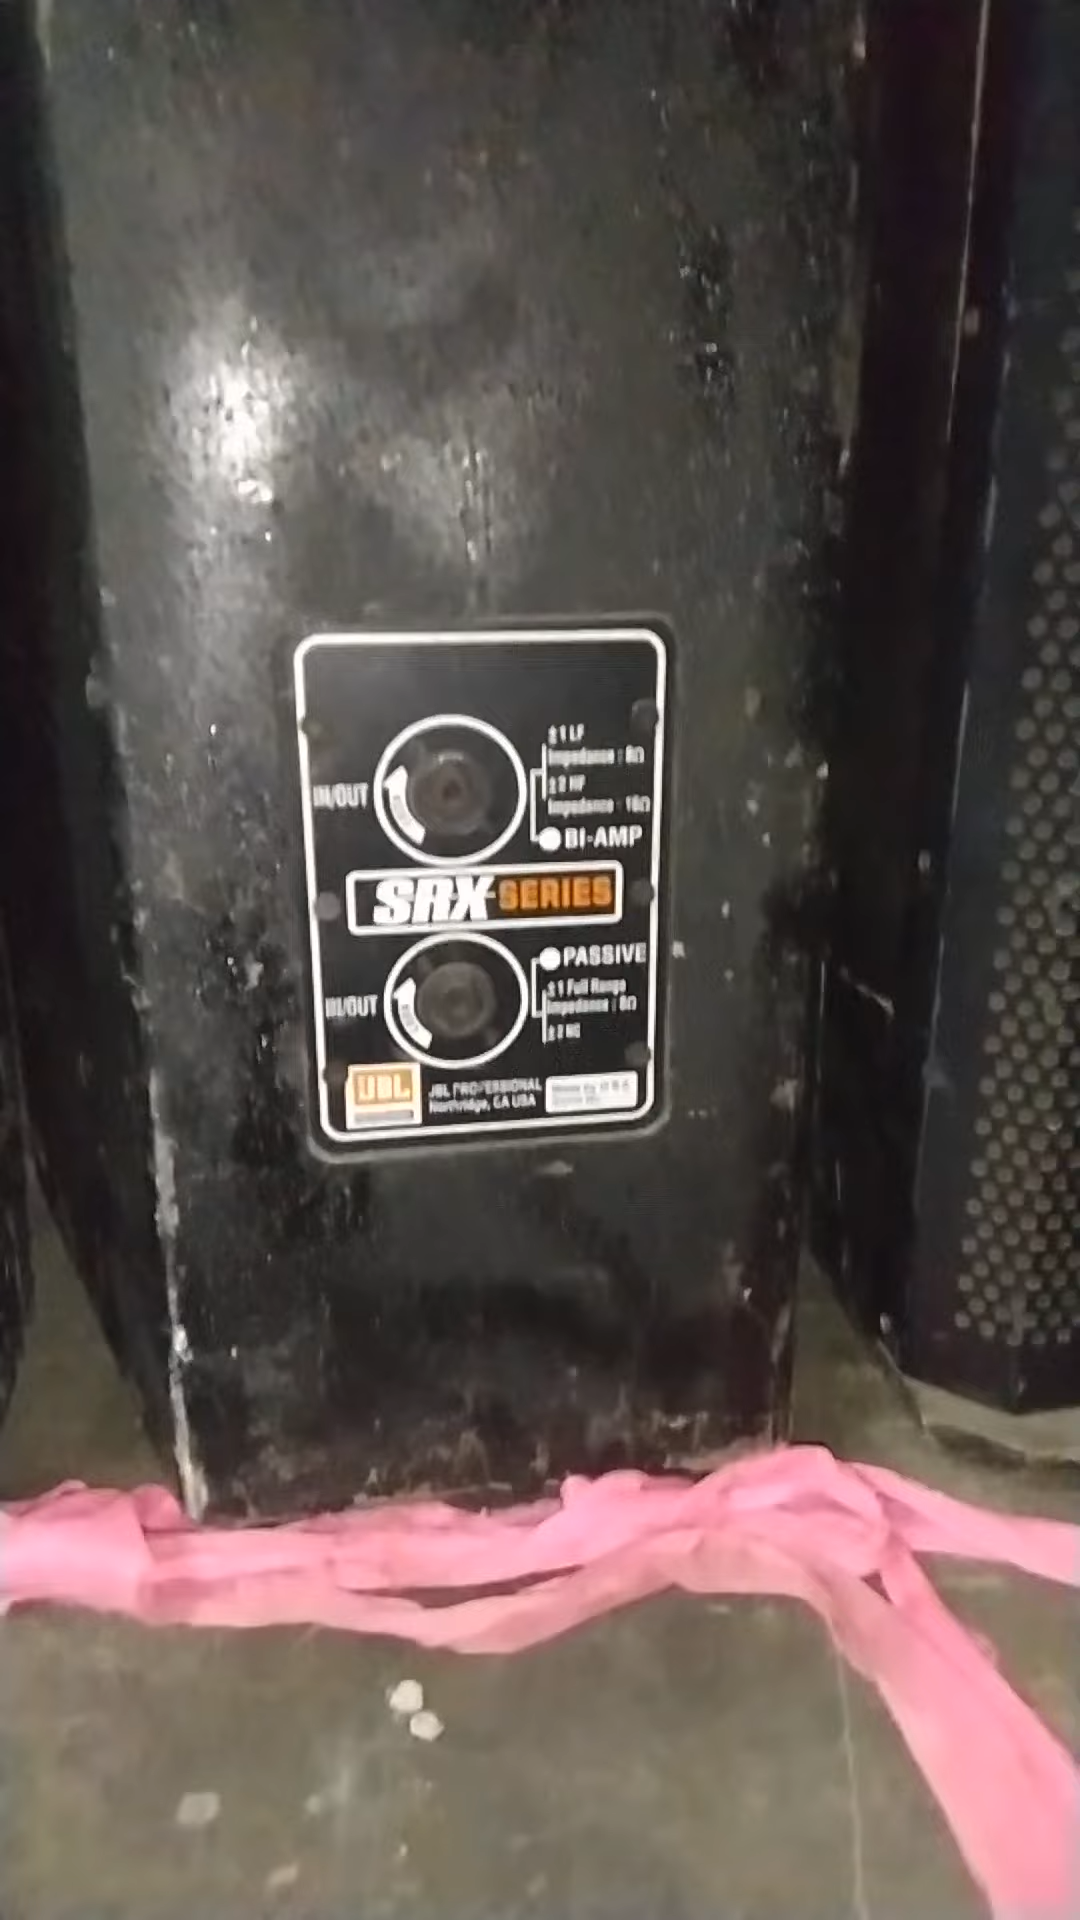 ±1 LF
Impedance : 8Ω
±2 HF
Impedance : 16Ω
IN/OUT
BI-AMP
SRX SERIES
PASSIVE
±1 Full Range
Impedance : 8Ω
IN/OUT
±2 NC
JBL
JBL PROFESSIONAL
Northridge, CA USA